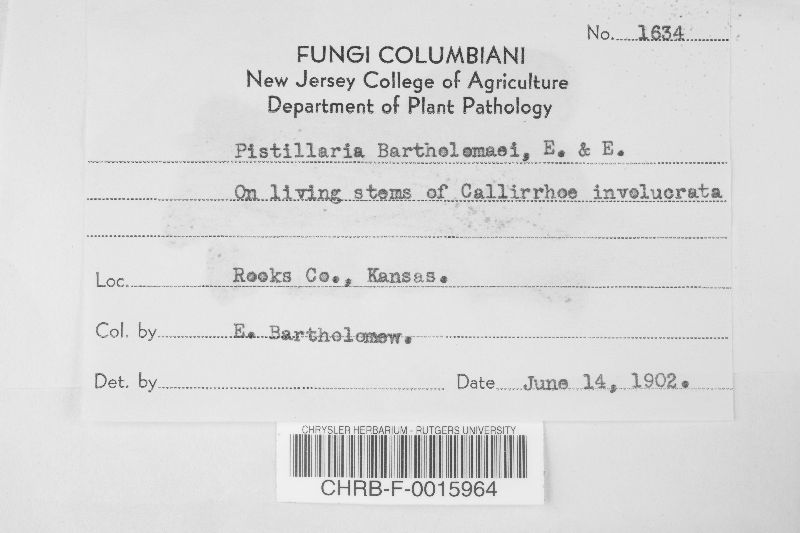 No. 1634
FUNGI COLUMBIANI
New Jersey College of Agriculture
Department of Plant Pathology
Pistillaria Bartholomaei, E. & E.
On living stems of Callirrhoe involucrata
Loc. Rooks Co., Kansas.
Col. by E. Bartholomew.
Det. by Date June 14, 1902.
CHRYSLER HERBARIUM - RUTGERS UNIVERSITY
CHRB-F-0015964